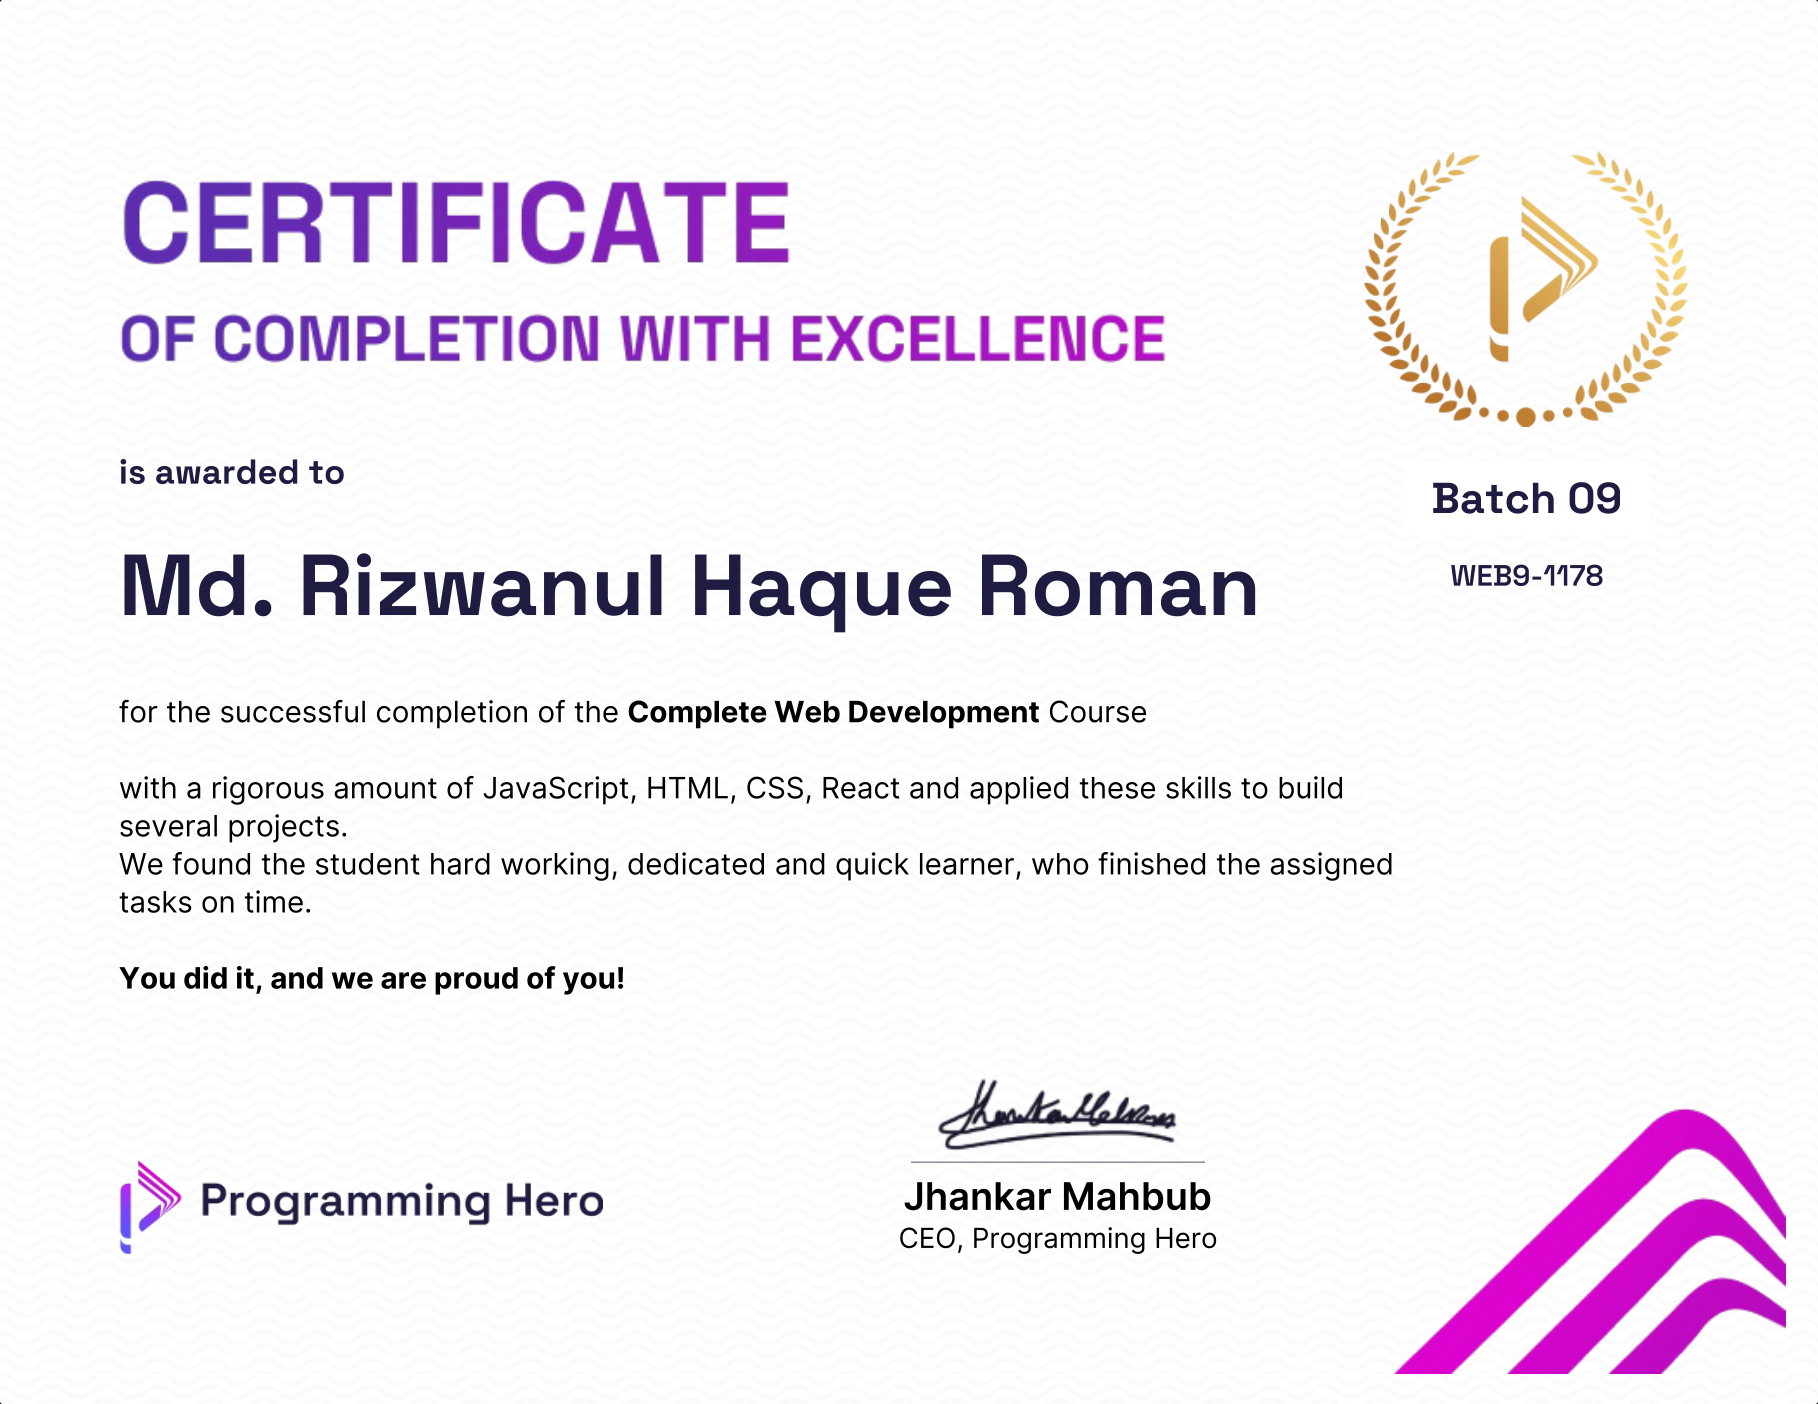 CERTIFICATE
OF COMPLETION WITH EXCELLENCE
is awarded to
Batch 09
Md. Rizwanul Haque Roman
WEB9-1178
for the successful completion of the Complete Web Development Course
with a rigorous amount of JavaScript, HTML, CSS, React and applied these skills to build
several projects.
We found the student hard working, dedicated and quick learner, who finished the assigned
tasks on time.
You did it, and we are proud of you!
Programming Hero
Jhankar Mahbub
CEO, Programming Hero